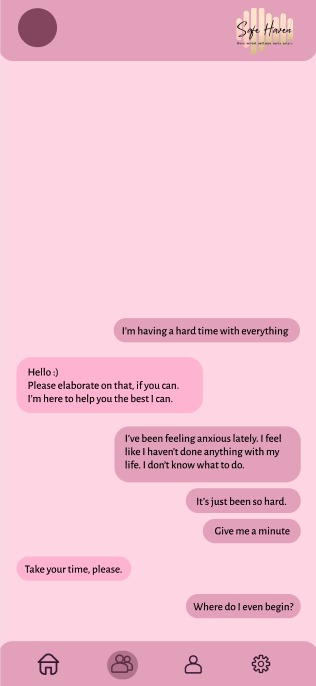 Safe Haven
I'm having a hard time with everything
Hello :)
Please elaborate on that, if you can.
I'm here to help you the best I can.
I've been feeling anxious lately. I feel
like I haven't done anything with my
life. I don't know what to do.
It's just been so hard.
Give me a minute
Take your time, please.
Where do I even begin?